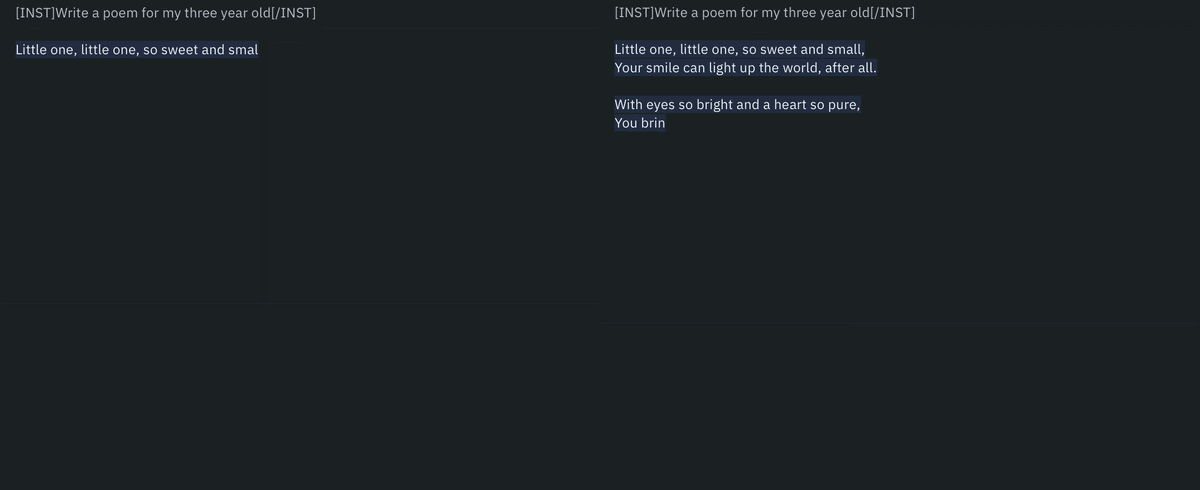 [INST]Write a poem for my three year old[/INST]
Little one, little one, so sweet and smal
[INST]Write a poem for my three year old[/INST]
Little one, little one, so sweet and small,
Your smile can light up the world, after all.
With eyes so bright and a heart so pure,
You brin